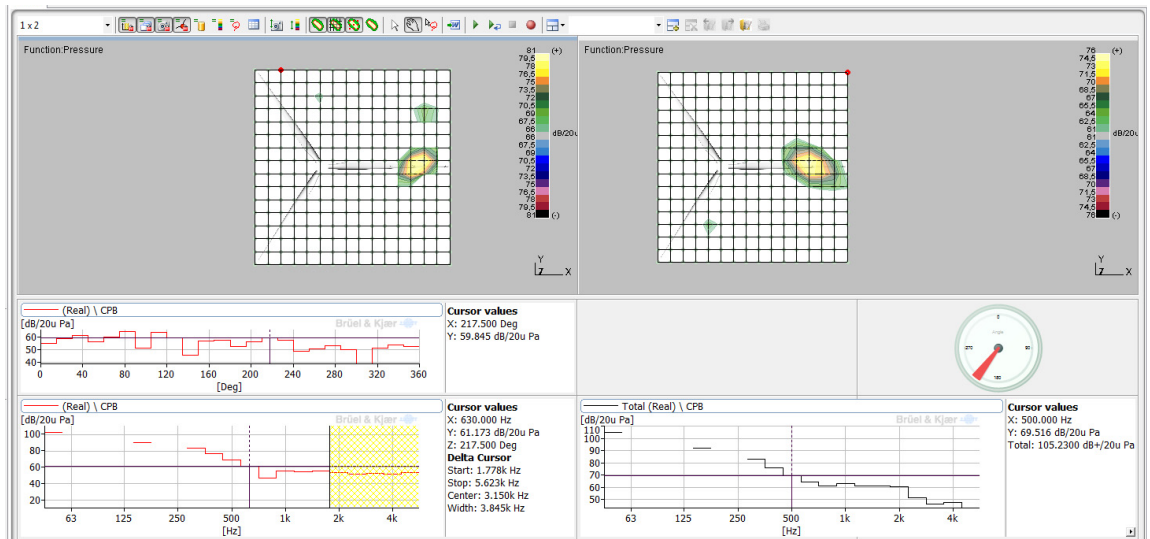 1 x 2
Function:Pressure
81 (+)
79,5
78
76,5
75
73,5
72
70,5
69
67,5
66
66 dB/20u
67,5
69
70,5
72
73,5
75
76,5
78
79,5
81 (-)
Y
Z X
Function:Pressure
76 (+)
74,5
73
71,5
70
68,5
67
65,5
64
62,5
61
61 dB/20u
62,5
64
65,5
67
68,5
70
71,5
73
74,5
76 (-)
Y
Z X
(Real) \ CPB
[dB/20u Pa]
Brüel & Kjær
60
50
40
0 40 80 120 160 200 240 280 320 360
[Deg]
Cursor values
X: 217.500 Deg
Y: 59.845 dB/20u Pa
0
Angle
270 90
180
(Real) \ CPB
[dB/20u Pa]
Brüel & Kjær
100
80
60
40
20
63 125 250 500 1k 2k 4k
[Hz]
Cursor values
X: 630.000 Hz
Y: 61.173 dB/20u Pa
Z: 217.500 Deg
Delta Cursor
Start: 1.778k Hz
Stop: 5.623k Hz
Center: 3.150k Hz
Width: 3.845k Hz
Total (Real) \ CPB
[dB/20u Pa]
Brüel & Kjær
110
100
90
80
70
60
50
63 125 250 500 1k 2k 4k
[Hz]
Cursor values
X: 500.000 Hz
Y: 69.516 dB/20u Pa
Total: 105.2300 dB+/20u Pa